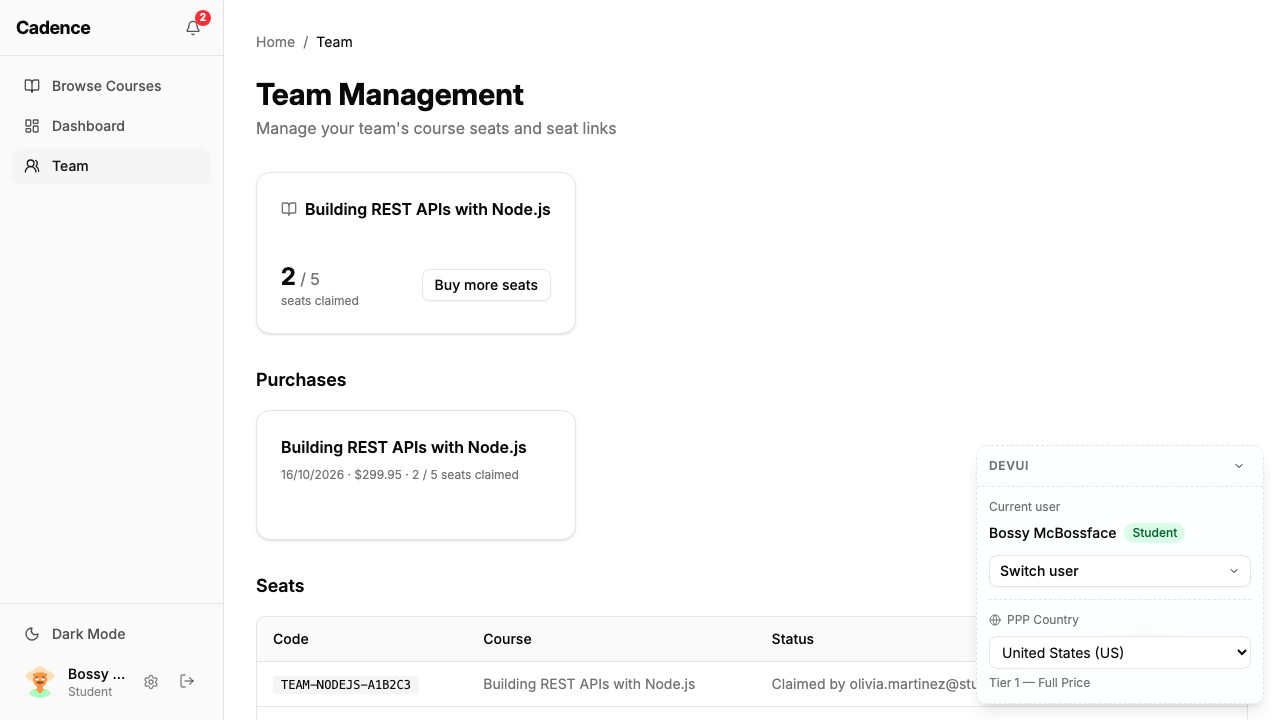 Cadence
2
Browse Courses
Dashboard
Team
Dark Mode
Bossy ...
Student
Home / Team
Team Management
Manage your team's course seats and seat links
Building REST APIs with Node.js
2 / 5
seats claimed
Buy more seats
Purchases
Building REST APIs with Node.js
16/10/2026 · $299.95 · 2 / 5 seats claimed
Seats
Code Course Status
TEAM-NODEJS-A1B2C3 Building REST APIs with Node.js Claimed by olivia.martinez@stu
DEVUI
Current user
Bossy McBossface Student
Switch user
PPP Country
United States (US)
Tier 1 — Full Price